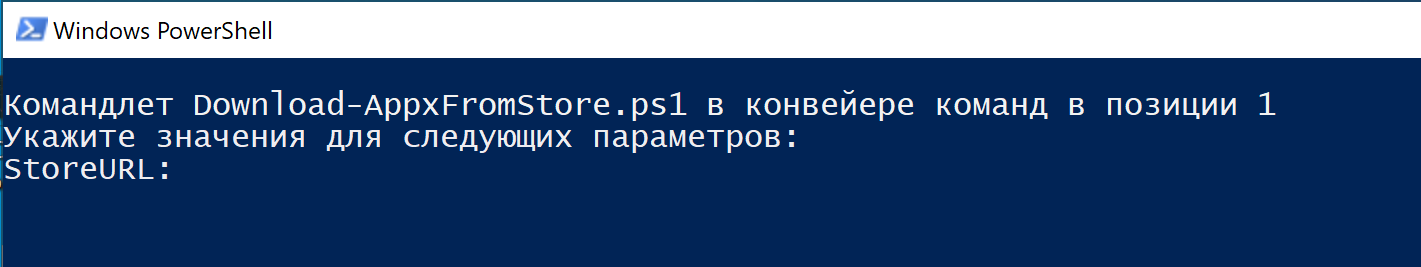 Windows PowerShell
Командлет Download-AppxFromStore.ps1 в конвейере команд в позиции 1
Укажите значения для следующих параметров:
StoreURL: